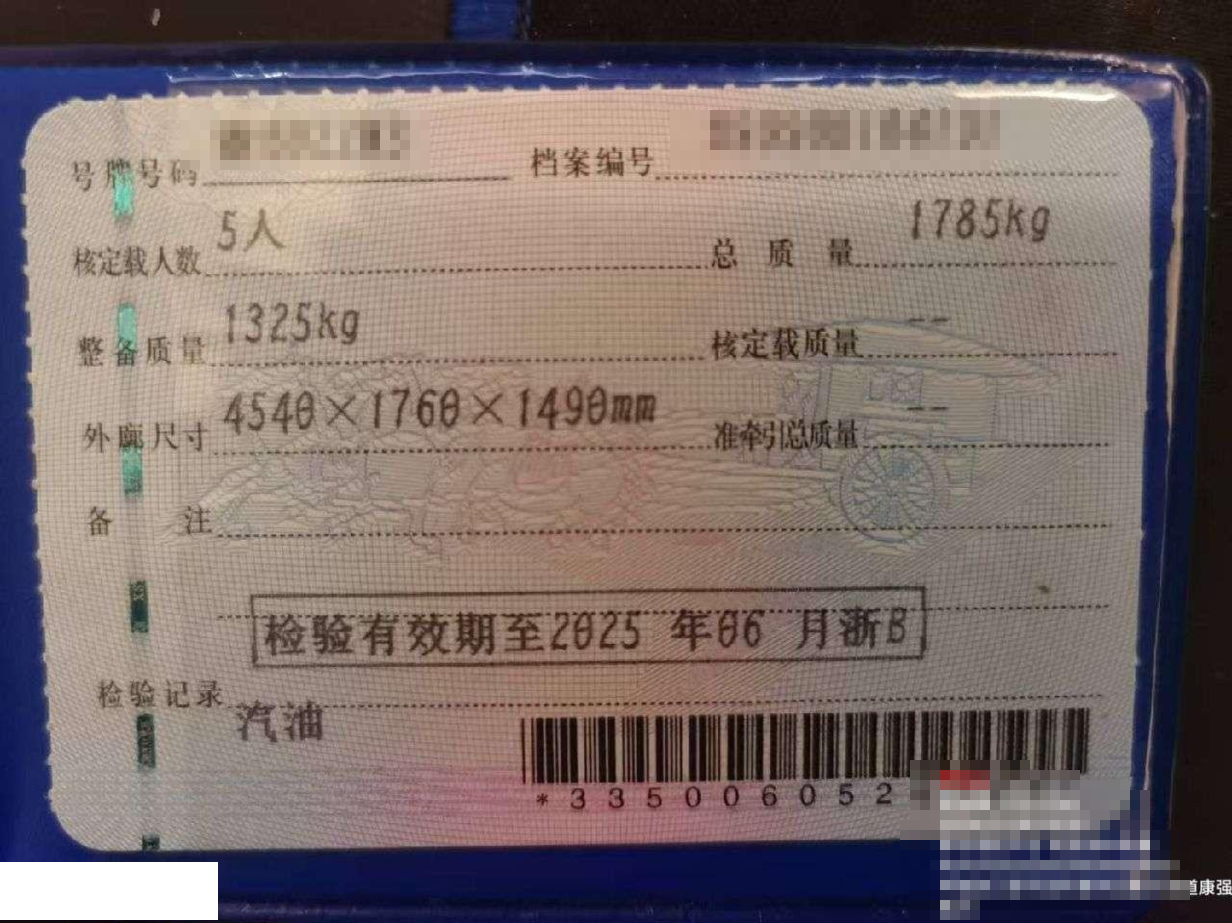 号牌号码 档案编号
核定载人数 5人 总质量 1785kg
整备质量 1325kg 核定载质量 --
外廓尺寸 4540×1760×1490mm 准牵引总质量 --
备注
检验有效期至2025 年06 月浙B
检验记录
汽油
*335006052
道康强